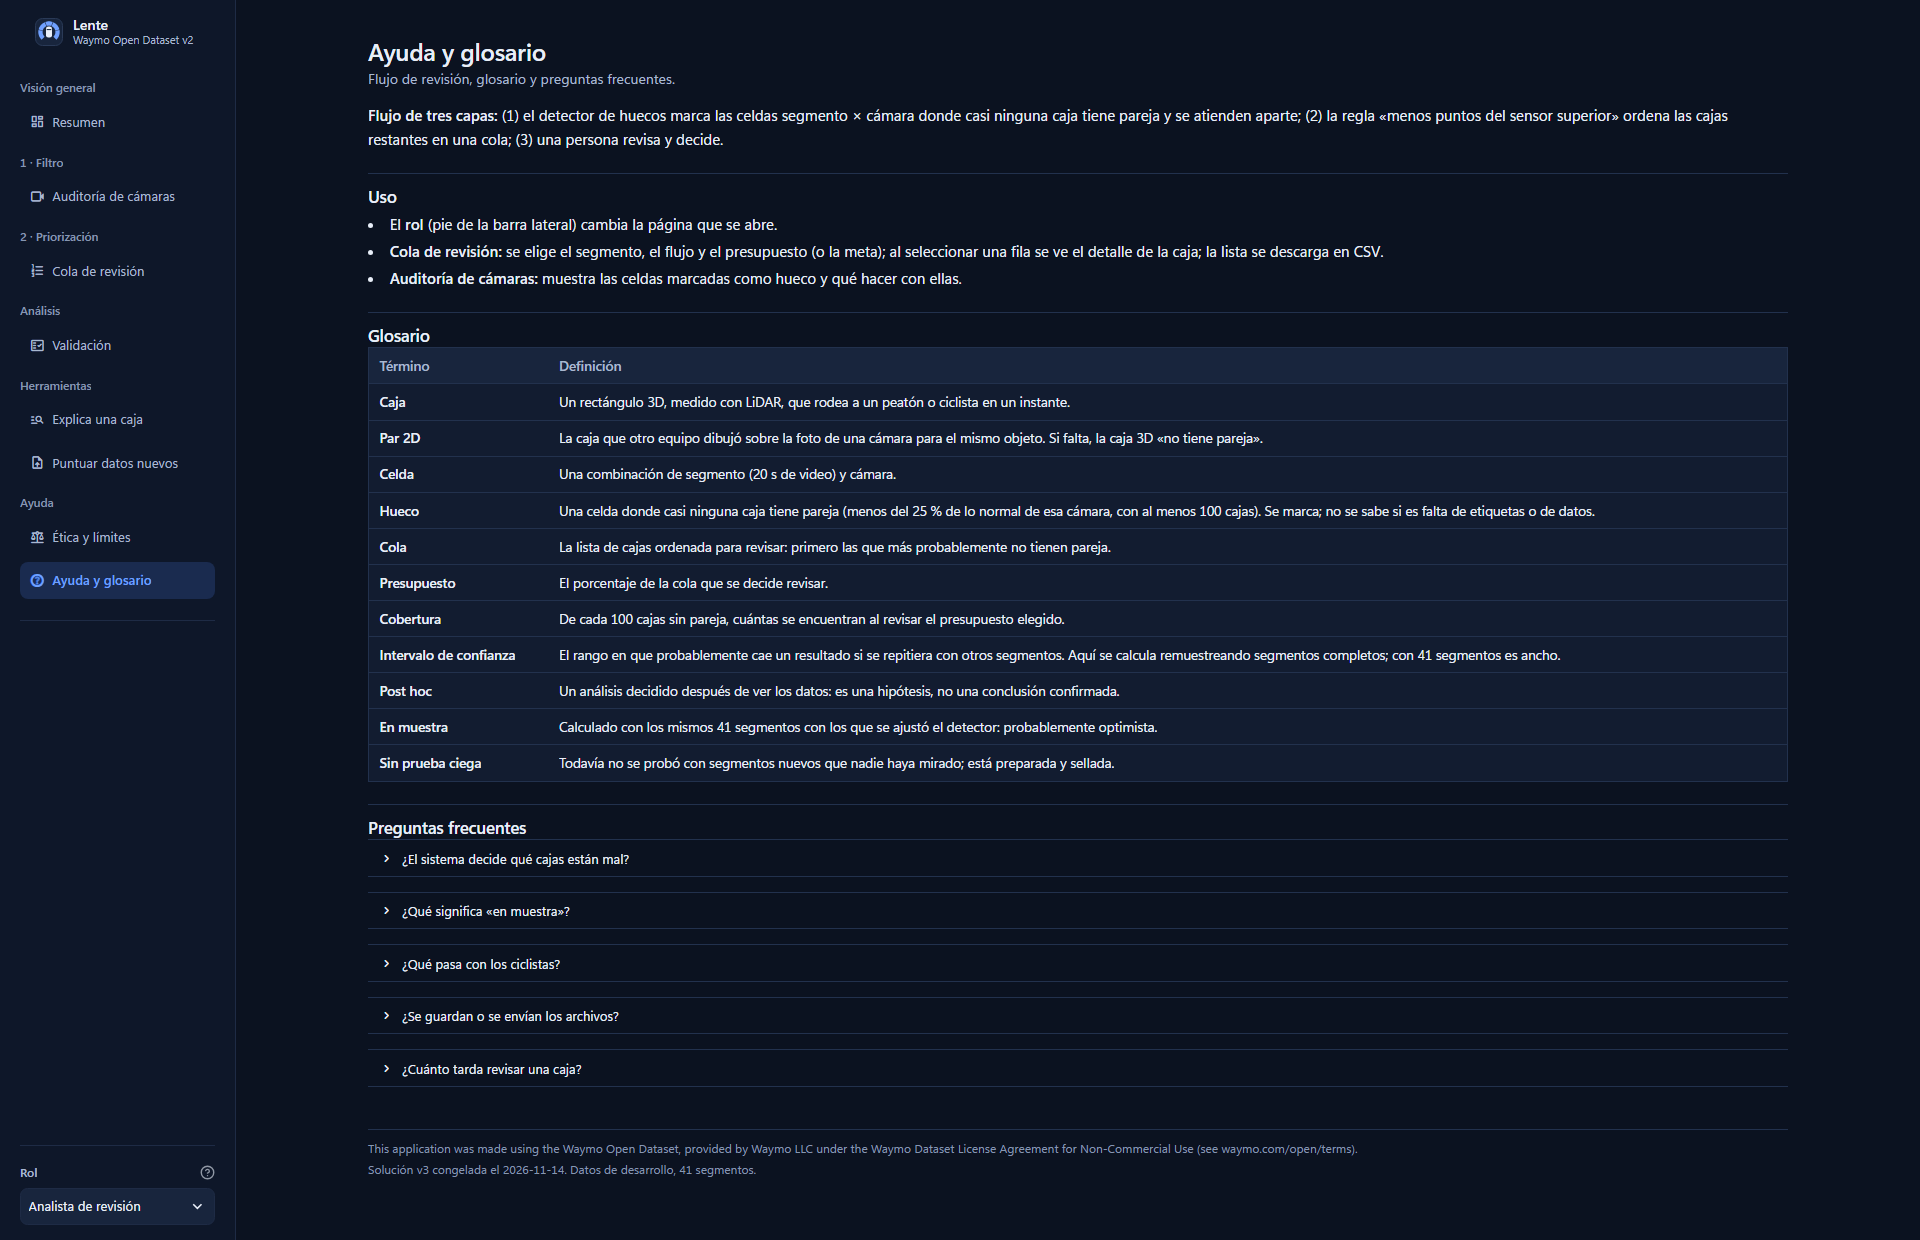 Lente
Waymo Open Dataset v2
Visión general
Resumen
1 · Filtro
Auditoría de cámaras
2 · Priorización
Cola de revisión
Análisis
Validación
Herramientas
Explica una caja
Puntuar datos nuevos
Ayuda
Ética y límites
Ayuda y glosario
Rol
Analista de revisión
Ayuda y glosario
Flujo de revisión, glosario y preguntas frecuentes.
Flujo de tres capas: (1) el detector de huecos marca las celdas segmento × cámara donde casi ninguna caja tiene pareja y se atienden aparte; (2) la regla «menos puntos del sensor superior» ordena las cajas
restantes en una cola; (3) una persona revisa y decide.
Uso
• El rol (pie de la barra lateral) cambia la página que se abre.
• Cola de revisión: se elige el segmento, el flujo y el presupuesto (o la meta); al seleccionar una fila se ve el detalle de la caja; la lista se descarga en CSV.
• Auditoría de cámaras: muestra las celdas marcadas como hueco y qué hacer con ellas.
Glosario
Término Definición
Caja Un rectángulo 3D, medido con LiDAR, que rodea a un peatón o ciclista en un instante.
Par 2D La caja que otro equipo dibujó sobre la foto de una cámara para el mismo objeto. Si falta, la caja 3D «no tiene pareja».
Celda Una combinación de segmento (20 s de video) y cámara.
Hueco Una celda donde casi ninguna caja tiene pareja (menos del 25 % de lo normal de esa cámara, con al menos 100 cajas). Se marca; no se sabe si es falta de etiquetas o de datos.
Cola La lista de cajas ordenada para revisar: primero las que más probablemente no tienen pareja.
Presupuesto El porcentaje de la cola que se decide revisar.
Cobertura De cada 100 cajas sin pareja, cuántas se encuentran al revisar el presupuesto elegido.
Intervalo de confianza El rango en que probablemente cae un resultado si se repitiera con otros segmentos. Aquí se calcula remuestreando segmentos completos; con 41 segmentos es ancho.
Post hoc Un análisis decidido después de ver los datos: es una hipótesis, no una conclusión confirmada.
En muestra Calculado con los mismos 41 segmentos con los que se ajustó el detector: probablemente optimista.
Sin prueba ciega Todavía no se probó con segmentos nuevos que nadie haya mirado; está preparada y sellada.
Preguntas frecuentes
¿El sistema decide qué cajas están mal?
¿Qué significa «en muestra»?
¿Qué pasa con los ciclistas?
¿Se guardan o se envían los archivos?
¿Cuánto tarda revisar una caja?
This application was made using the Waymo Open Dataset, provided by Waymo LLC under the Waymo Dataset License Agreement for Non-Commercial Use (see waymo.com/open/terms).
Solución v3 congelada el 2026-11-14. Datos de desarrollo, 41 segmentos.